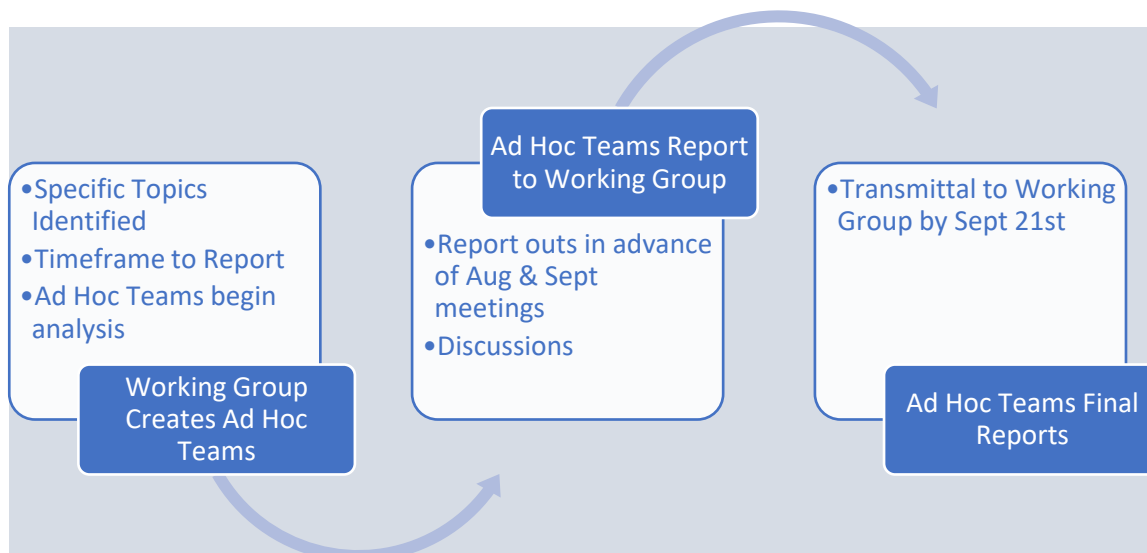 •Specific Topics
Identified
•Timeframe to Report
•Ad Hoc Teams begin
analysis
Working Group
Creates Ad Hoc
Teams
Ad Hoc Teams Report
to Working Group
•Report outs in advance
of Aug & Sept
meetings
•Discussions
•Transmittal to Working
Group by Sept 21st
Ad Hoc Teams Final
Reports